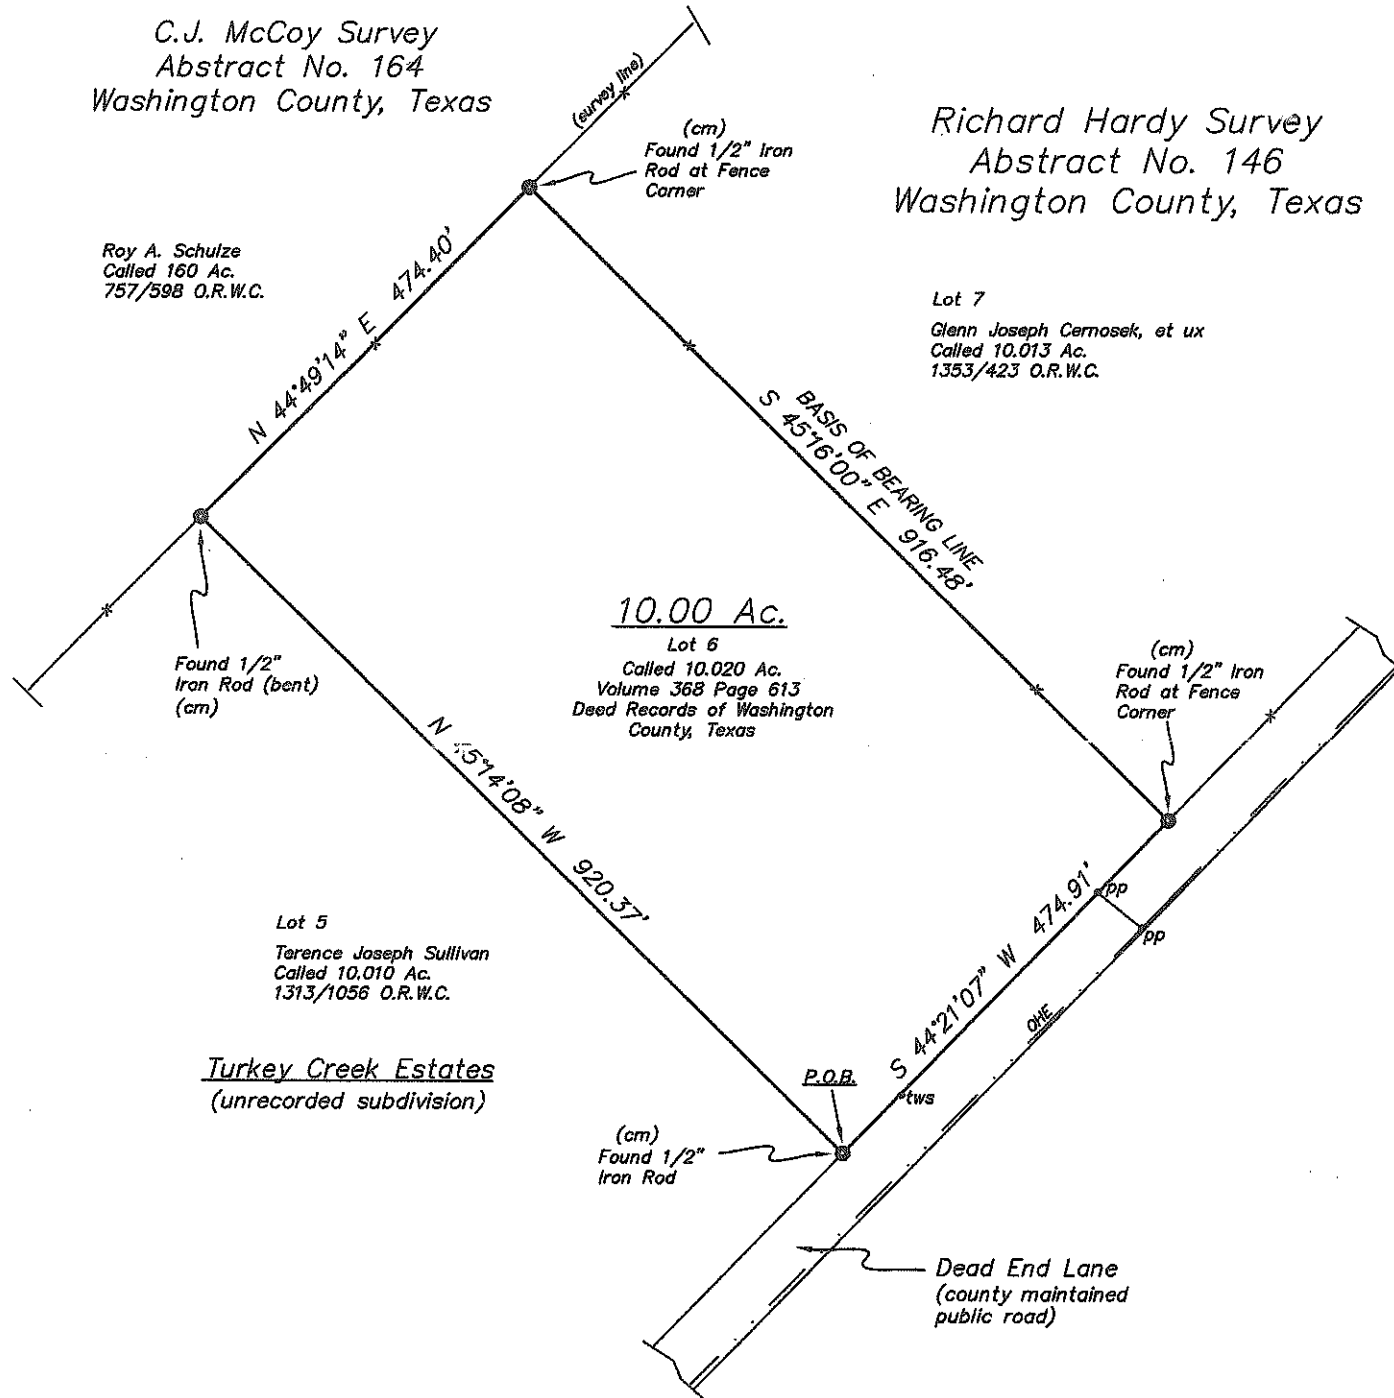 C.J. McCoy Survey
Abstract No. 164
Washington County, Texas
(survey line)
(cm)
Found 1/2" Iron
Rod at Fence
Corner
Richard Hardy Survey
Abstract No. 146
Washington County, Texas
Roy A. Schulze
Called 160 Ac.
757/598 O.R.W.C.
N 44°49'14" E 474.40'
Lot 7
Glenn Joseph Cernosek, et ux
Called 10.013 Ac.
1353/423 O.R.W.C.
BASIS OF BEARING LINE
S 45°16'00" E 916.48'
Found 1/2"
Iron Rod (bent)
(cm)
10.00 Ac.
Lot 6
Called 10.020 Ac.
Volume 368 Page 613
Deed Records of Washington
County, Texas
(cm)
Found 1/2" Iron
Rod at Fence
Corner
N 45°14'08" W 920.37'
S 44°21'07" W 474.91'
pp
pp
OHE
tws
Lot 5
Terence Joseph Sullivan
Called 10.010 Ac.
1313/1056 O.R.W.C.
Turkey Creek Estates
(unrecorded subdivision)
P.O.B.
(cm)
Found 1/2"
Iron Rod
Dead End Lane
(county maintained
public road)